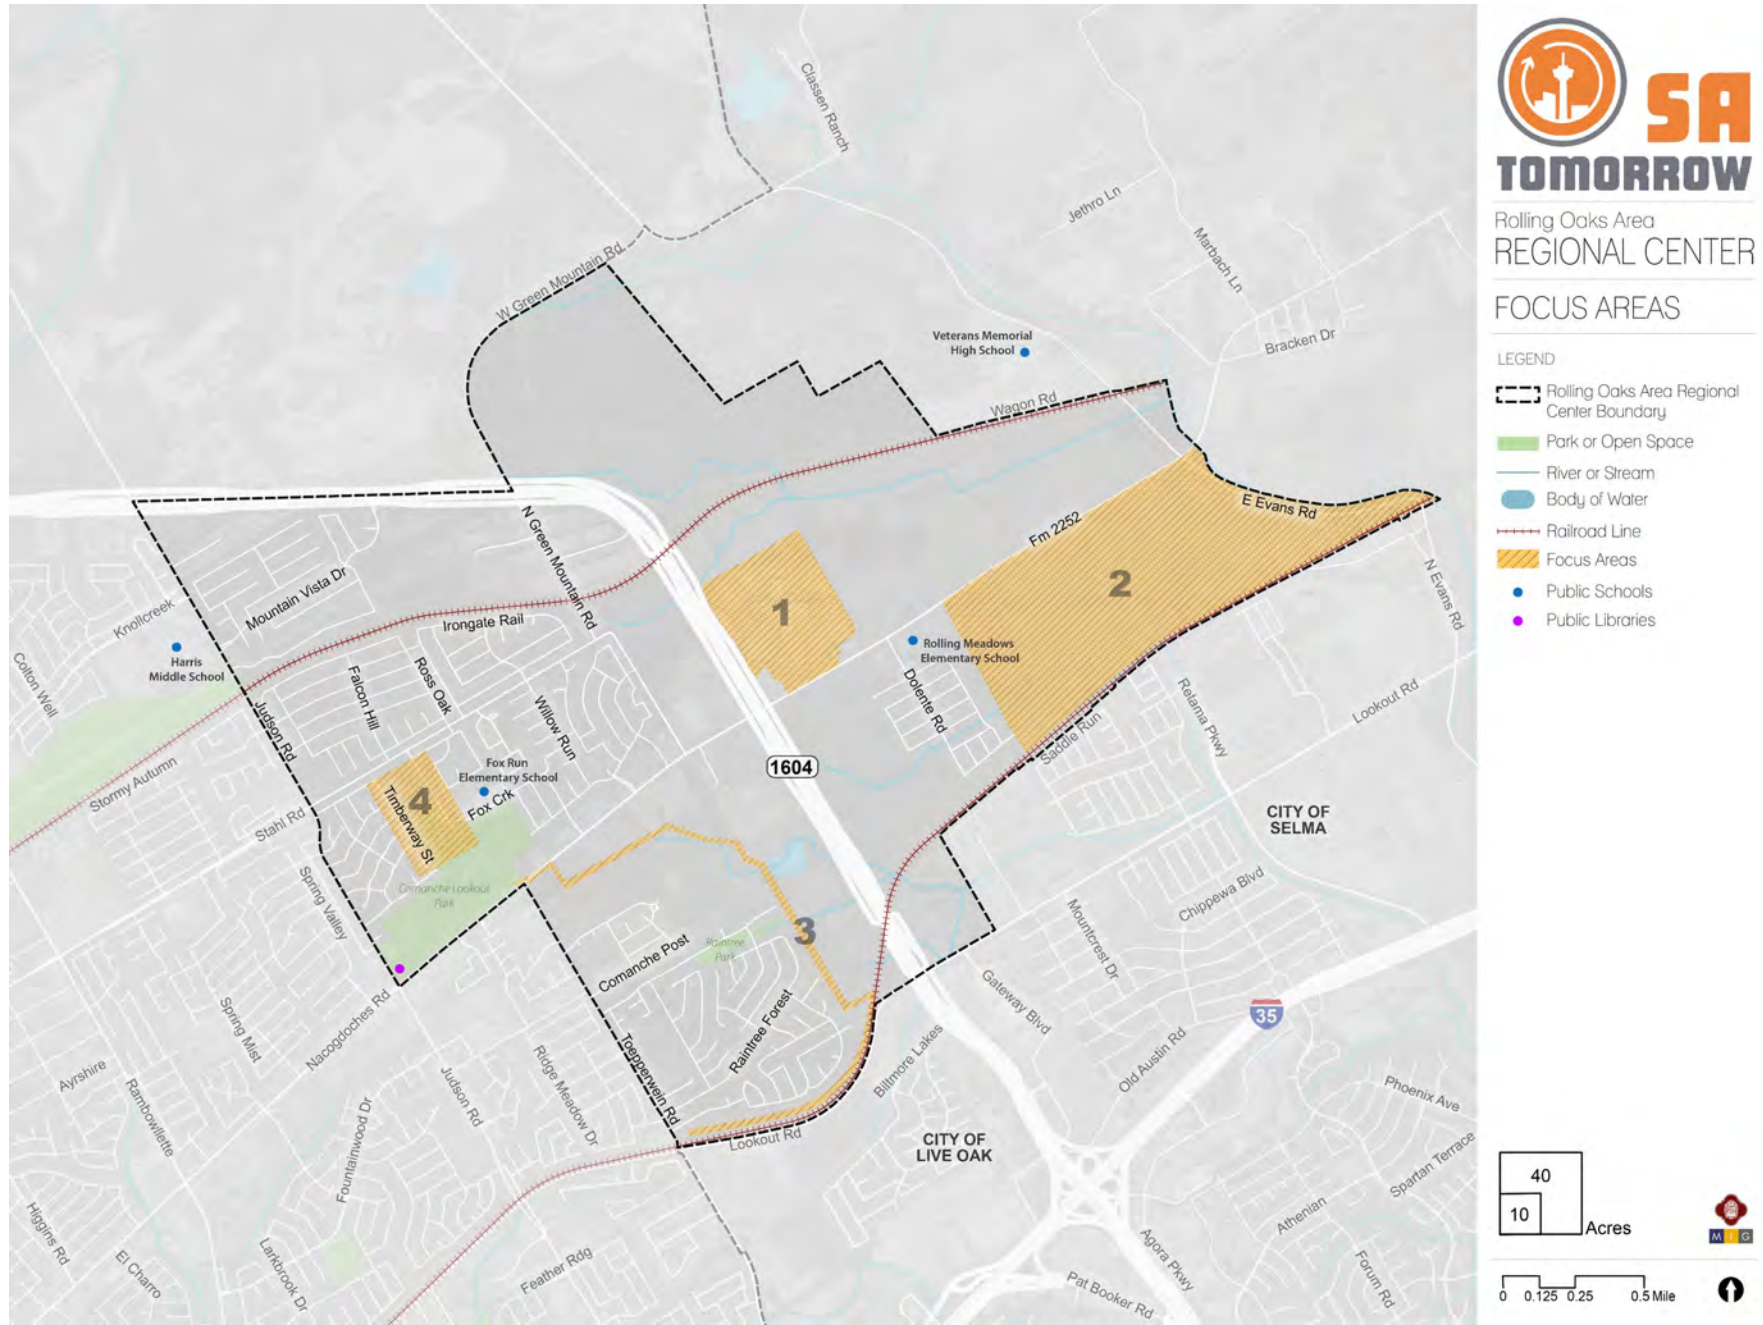 SA
TOMORROW
Rolling Oaks Area
REGIONAL CENTER
FOCUS AREAS
LEGEND
Rolling Oaks Area Regional
Center Boundary
Park or Open Space
River or Stream
Body of Water
Railroad Line
Focus Areas
Public Schools
Public Libraries
40
10
Acres
M I G
0 0.125 0.25 0.5 Mile
Classen Ranch
Jethro Ln
Marbach Ln
W Green Mountain Rd
Veterans Memorial
High School
Bracken Dr
Wagon Rd
E Evans Rd
Fm 2252
N Green Mountain Rd
N Evans Rd
Mountain Vista Dr
Knollcreek
Irongate Rail
1
2
Harris
Middle School
Rolling Meadows
Elementary School
Colton Well
Falcon Hill
Ross Oak
Willow Run
Dolente Rd
Retama Pkwy
Lookout Rd
Judson Rd
Saddle Run
Stormy Autumn
1604
Fox Run
Elementary School
4
Timberway St
Fox Crk
Stahl Rd
CITY OF
SELMA
Spring Valley
Comanche Lookout
Park
Chippewa Blvd
Mountcrest Dr
3
Comanche Post
Raintree
Park
Gateway Blvd
35
Spring Mist
Nacogdoches Rd
Raintree Forest
Toepperwein Rd
Biltmore Lakes
Old Austin Rd
Ayrshire
Rambowllette
Judson Rd
Ridge Meadow Dr
Phoenix Ave
Fountainwood Dr
Lookout Rd
CITY OF
LIVE OAK
Spartan Terrace
Athenian
Higgins Rd
El Charro
Larkbrook Dr
Feather Rdg
Agora Pkwy
Pat Booker Rd
Forum Rd